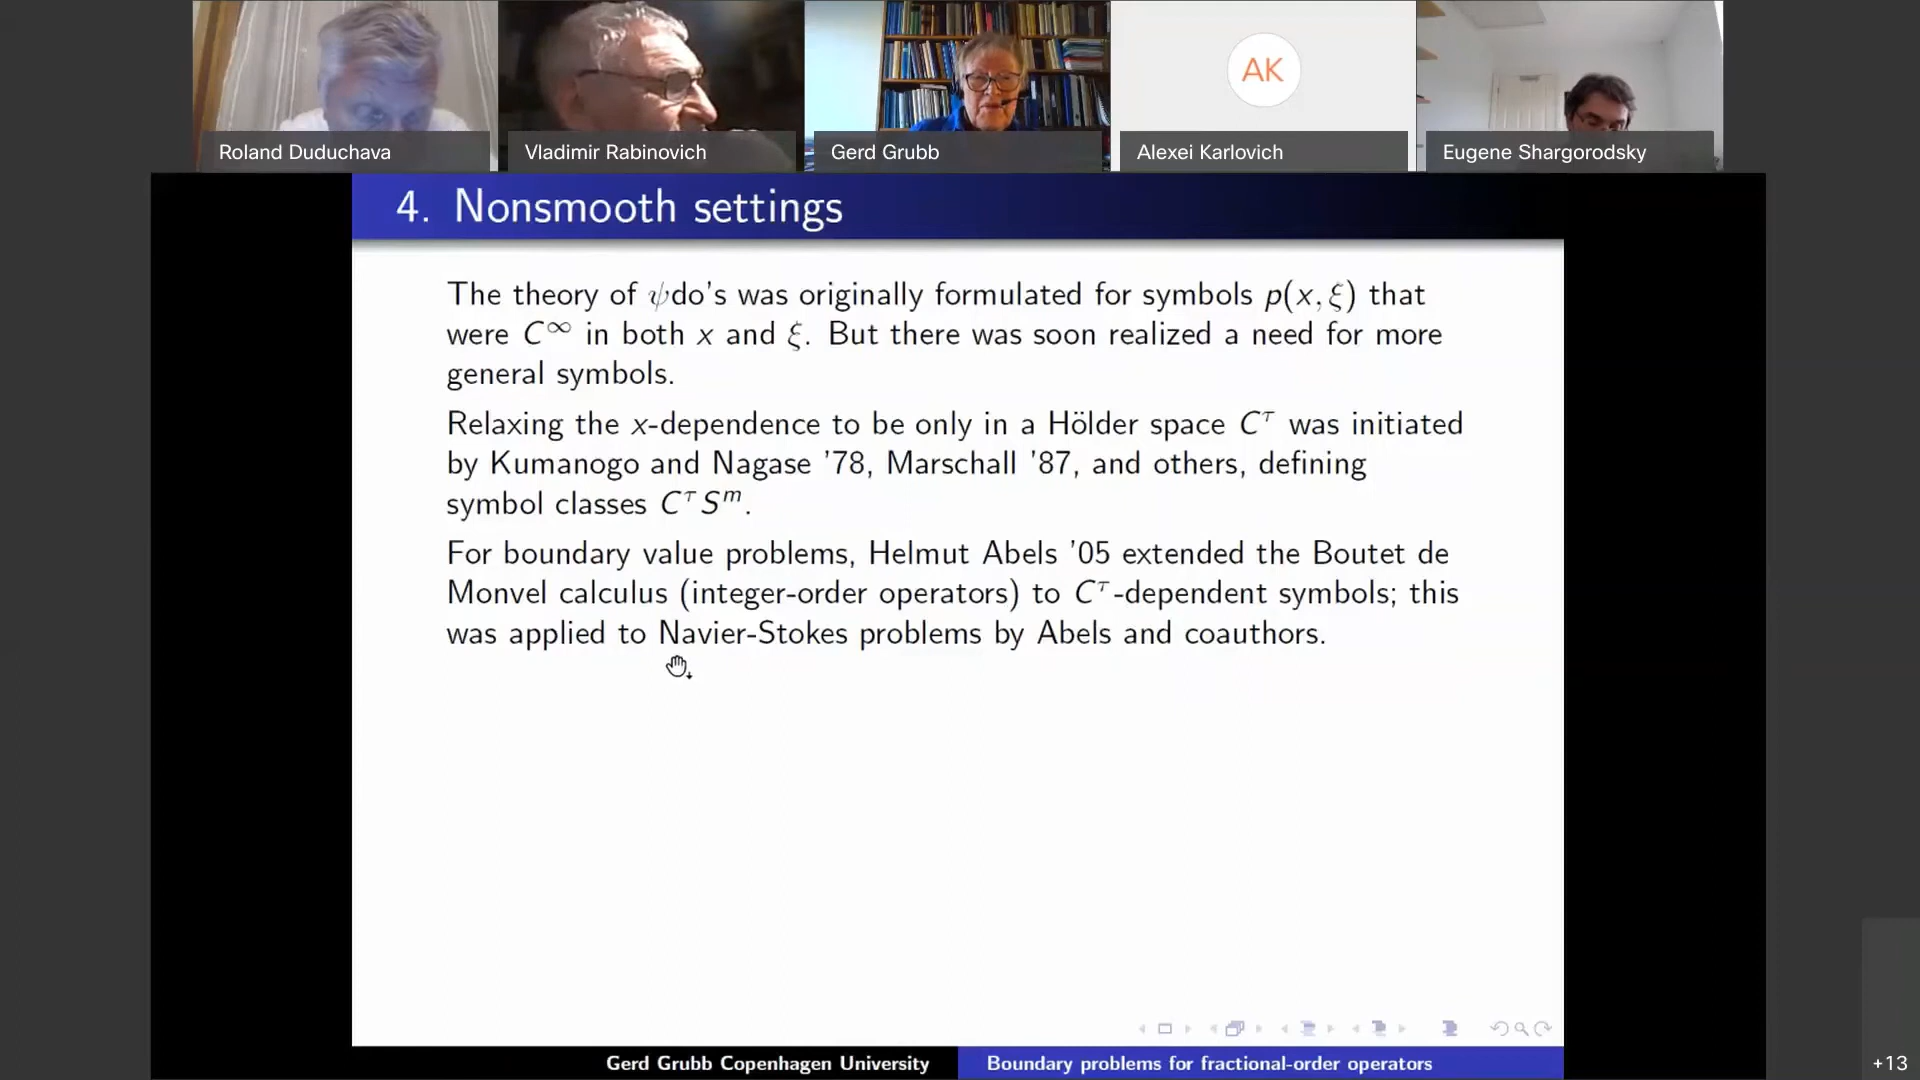 AK
Roland Duduchava
Vladimir Rabinovich
Gerd Grubb
Alexei Karlovich
Eugene Shargorodsky
4. Nonsmooth settings
The theory of ψdo's was originally formulated for symbols p(x, ξ) that
were C^∞ in both x and ξ. But there was soon realized a need for more
general symbols.
Relaxing the x-dependence to be only in a Hölder space C^τ was initiated
by Kumanogo and Nagase '78, Marschall '87, and others, defining
symbol classes C^τ S^m.
For boundary value problems, Helmut Abels '05 extended the Boutet de
Monvel calculus (integer-order operators) to C^τ-dependent symbols; this
was applied to Navier-Stokes problems by Abels and coauthors.
Gerd Grubb Copenhagen University
Boundary problems for fractional-order operators
+13